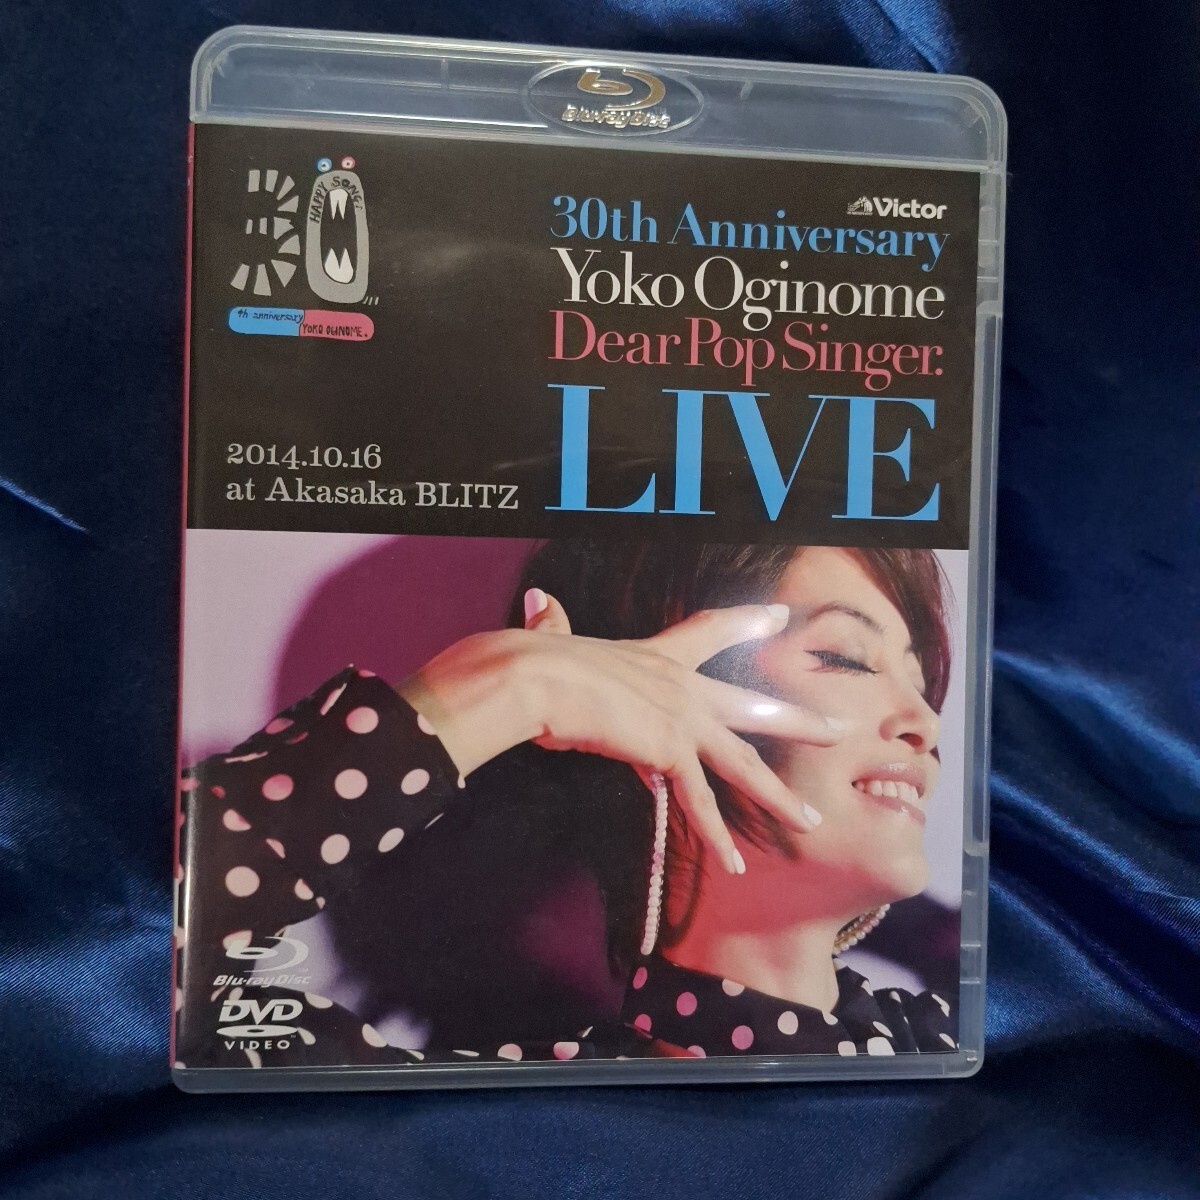 Blu-ray Disc
30
HAPPY SONG!
th anniversary
YOKO OGINOME.
Victor
30th Anniversary
Yoko Oginome
Dear Pop Singer.
LIVE
2014.10.16
at Akasaka BLITZ
Blu-ray Disc
DVD
VIDEO